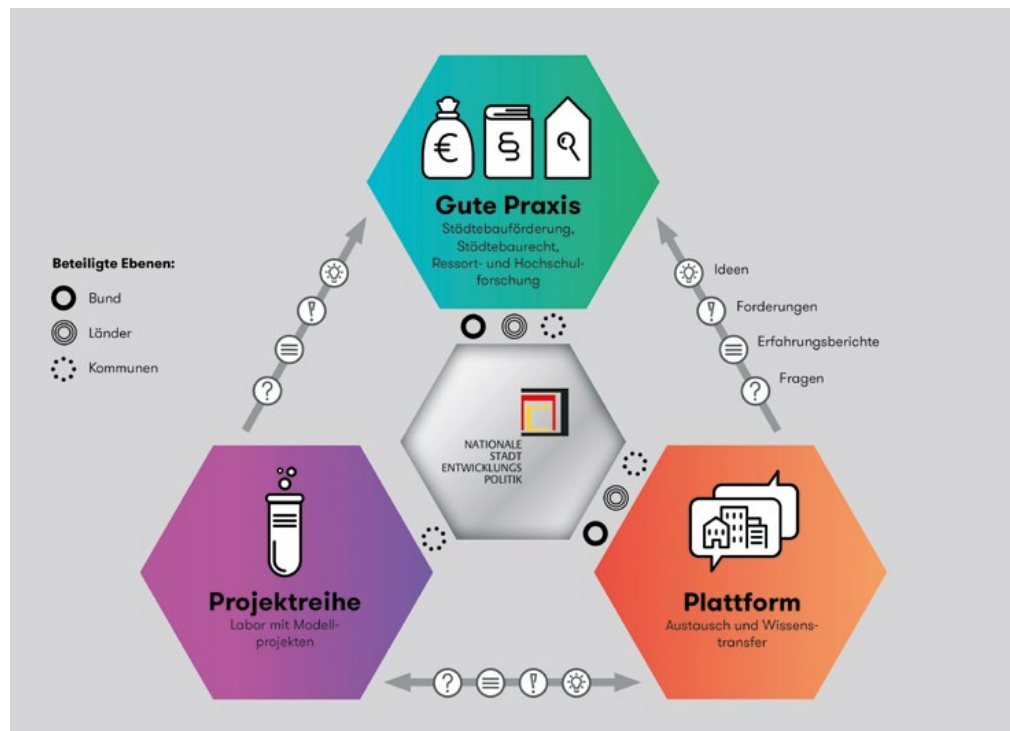 € §
Gute Praxis
Städtebauförderung,
Städtebaurecht,
Ressort- und Hochschul-
forschung
Beteiligte Ebenen:
Bund
Länder
Kommunen
!
?
Ideen
! Forderungen
Erfahrungsberichte
? Fragen
NATIONALE
STADT
ENTWICKLUNGS
POLITIK
Projektreihe
Labor mit Modell-
projekten
Plattform
Austausch und Wissens-
transfer
? !